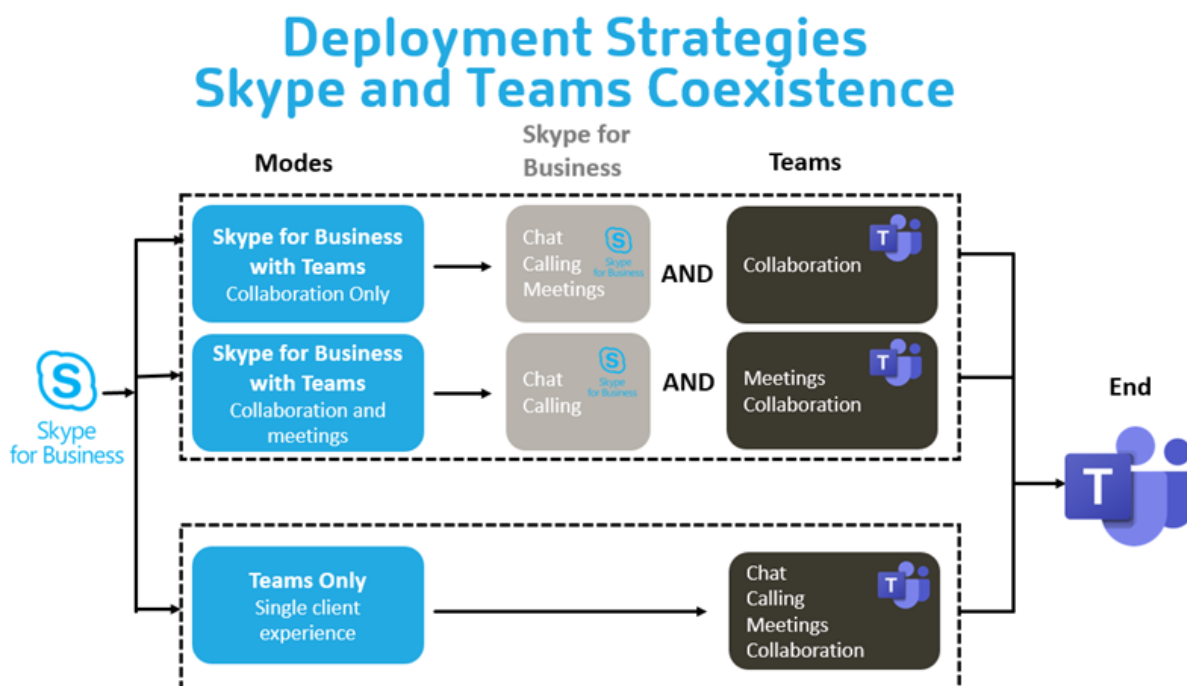 Deployment Strategies
Skype and Teams Coexistence
Modes
Skype for
Business
Teams
Skype for Business
with Teams
Collaboration Only
Chat
Calling
Meetings
S
Skype
for Business
AND
T
Collaboration
Skype for Business
with Teams
Collaboration and
meetings
Chat
Calling
S
Skype
for Business
AND
T
Meetings
Collaboration
S
Skype
for Business
End
T
Teams Only
Single client
experience
T
Chat
Calling
Meetings
Collaboration